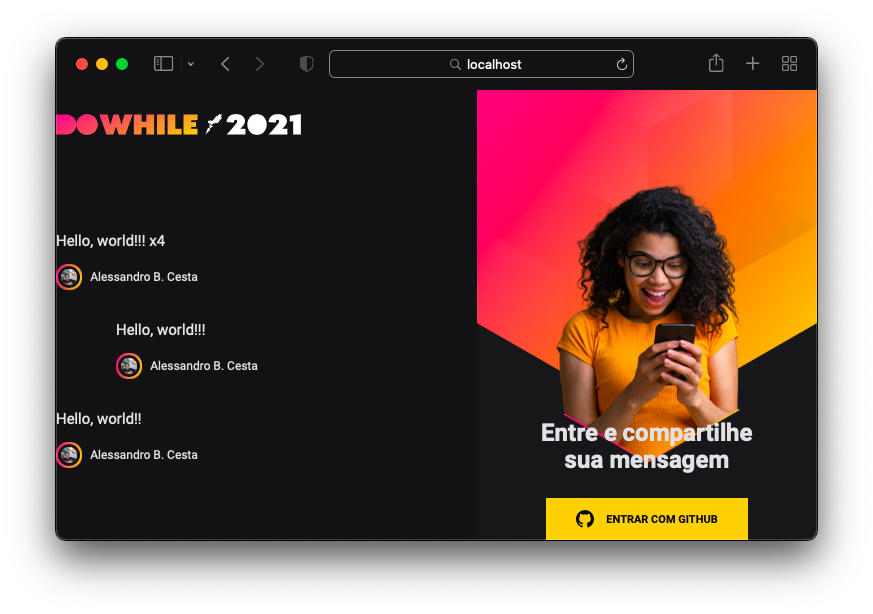 localhost
DOWHILE 2021
Hello, world!!! x4
Alessandro B. Cesta
Hello, world!!!
Alessandro B. Cesta
Hello, world!!
Alessandro B. Cesta
Entre e compartilhe
sua mensagem
ENTRAR COM GITHUB